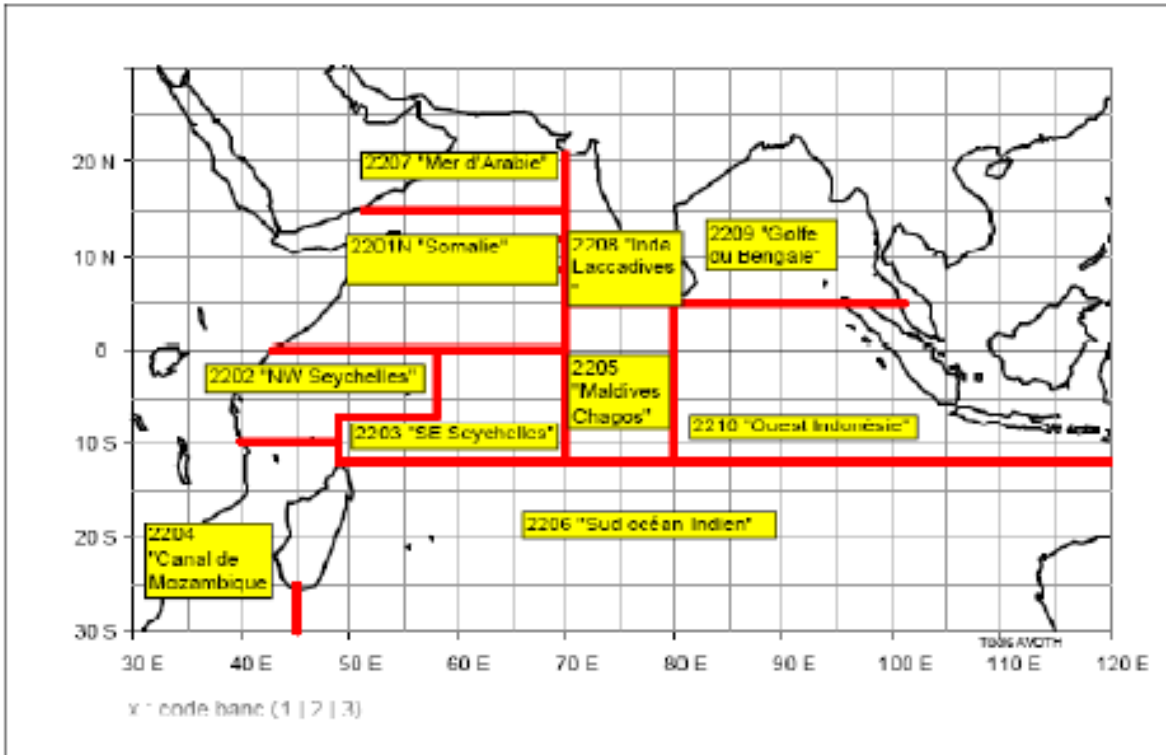 20 N
10 N
0
10 S
20 S
30 S
2207 "Mer d'Arabie"
2201N "Somalie"
2208 "Inde
Laccadives
"
2209 "Golfe
du Bengale"
2202 "NW Seychelles"
2205
"Maldives
Chagos"
2203 "SE Seychelles"
2210 "Ouest Indonésie"
2204
"Canal de
Mozambique
2206 "Sud océan Indien"
30 E
40 E
50 E
60 E
70 E
80 E
90 E
100 E
110 E
120 E
x : code banc (1 | 2 | 3)